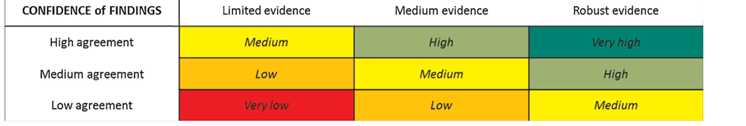 CONFIDENCE of FINDINGS Limited evidence Medium evidence Robust evidence
High agreement Medium High Very high
Medium agreement Low Medium High
Low agreement Very low Low Medium